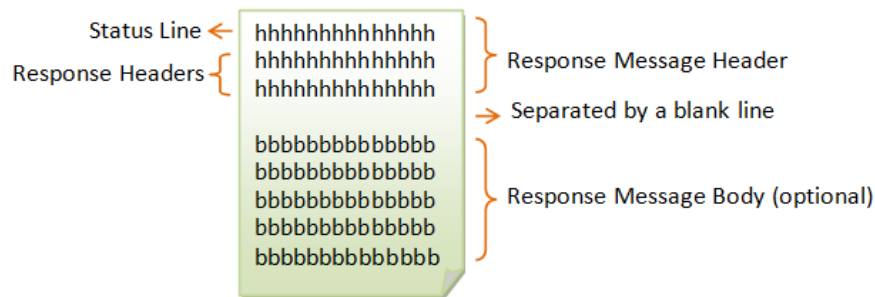 Status Line
Response Headers
hhhhhhhhhhhhhh
hhhhhhhhhhhhhh
hhhhhhhhhhhhhh
bbbbbbbbbbbbbb
bbbbbbbbbbbbbb
bbbbbbbbbbbbbb
bbbbbbbbbbbbbb
bbbbbbbbbbbbbb
Response Message Header
Separated by a blank line
Response Message Body (optional)